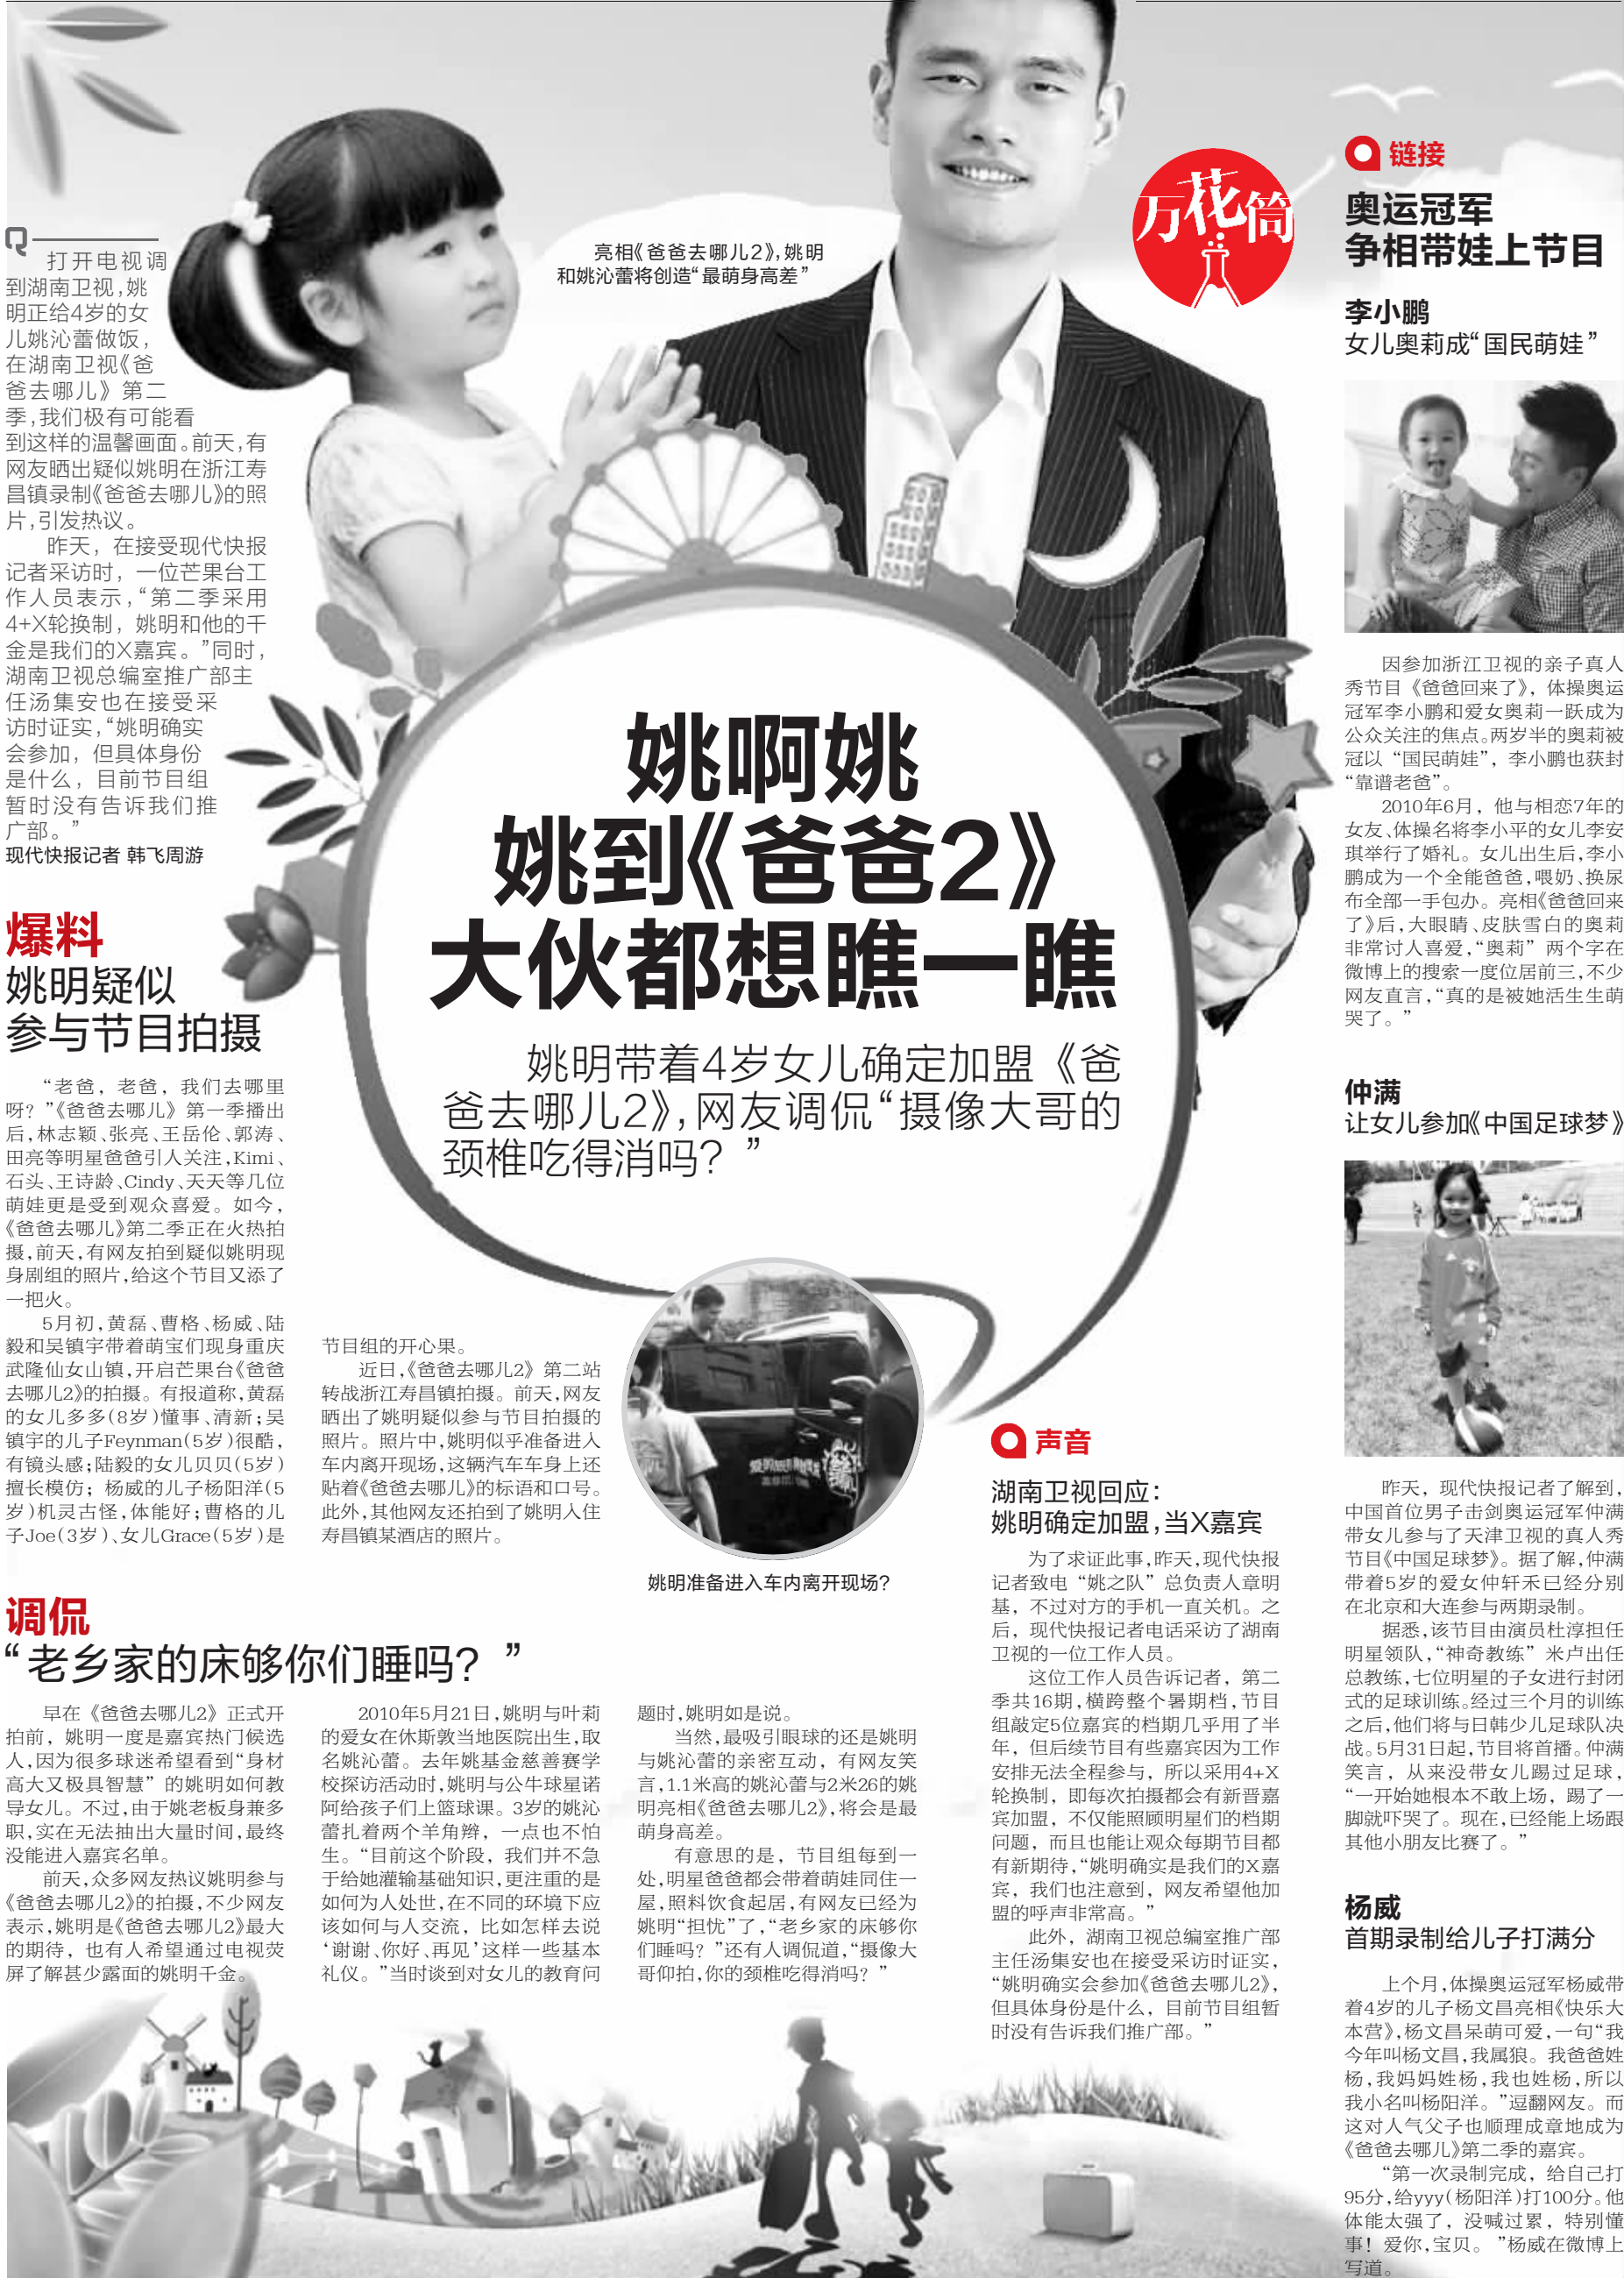 万花筒
亮相《爸爸去哪儿2》,姚明
和姚沁蕾将创造“最萌身高差”
打开电视调
到湖南卫视,姚
明正给4岁的女
儿姚沁蕾做饭，
在湖南卫视《爸
爸去哪儿》第二
季,我们极有可能看
到这样的温馨画面。前天,有
网友晒出疑似姚明在浙江寿
昌镇录制《爸爸去哪儿》的照
片,引发热议。
昨天，在接受现代快报
记者采访时，一位芒果台工
作人员表示,“第二季采用
4+X轮换制，姚明和他的千
金是我们的X嘉宾。”同时，
湖南卫视总编室推广部主
任汤集安也在接受采
访时证实,“姚明确实
会参加，但具体身份
是什么，目前节目组
暂时没有告诉我们推
广部。”
现代快报记者 韩飞周游
姚啊姚
姚到《爸爸2》
大伙都想瞧一瞧
姚明带着4岁女儿确定加盟《爸
爸去哪儿2》,网友调侃“摄像大哥的
颈椎吃得消吗？”
爆料
姚明疑似
参与节目拍摄
“老爸，老爸，我们去哪里
呀？”《爸爸去哪儿》第一季播出
后,林志颖、张亮、王岳伦、郭涛、
田亮等明星爸爸引人关注,Kimi、
石头、王诗龄、Cindy、天天等几位
萌娃更是受到观众喜爱。如今，
《爸爸去哪儿》第二季正在火热拍
摄,前天,有网友拍到疑似姚明现
身剧组的照片,给这个节目又添了
一把火。
5月初,黄磊、曹格、杨威、陆
毅和吴镇宇带着萌宝们现身重庆
武隆仙女山镇,开启芒果台《爸爸
去哪儿2》的拍摄。有报道称,黄磊
的女儿多多(8岁)懂事、清新;吴
镇宇的儿子Feynman(5岁)很酷，
有镜头感;陆毅的女儿贝贝(5岁)
擅长模仿；杨威的儿子杨阳洋(5
岁)机灵古怪,体能好;曹格的儿
子Joe(3岁)、女儿Grace(5岁)是
节目组的开心果。
近日,《爸爸去哪儿2》第二站
转战浙江寿昌镇拍摄。前天,网友
晒出了姚明疑似参与节目拍摄的
照片。照片中,姚明似乎准备进入
车内离开现场,这辆汽车车身上还
贴着《爸爸去哪儿》的标语和口号。
此外,其他网友还拍到了姚明入住
寿昌镇某酒店的照片。
姚明准备进入车内离开现场？
调侃
“老乡家的床够你们睡吗？”
早在《爸爸去哪儿2》正式开
拍前，姚明一度是嘉宾热门候选
人,因为很多球迷希望看到“身材
高大又极具智慧”的姚明如何教
导女儿。不过,由于姚老板身兼多
职,实在无法抽出大量时间,最终
没能进入嘉宾名单。
前天,众多网友热议姚明参与
《爸爸去哪儿2》的拍摄,不少网友
表示,姚明是《爸爸去哪儿2》最大
的期待，也有人希望通过电视荧
屏了解甚少露面的姚明千金。
2010年5月21日,姚明与叶莉
的爱女在休斯敦当地医院出生,取
名姚沁蕾。去年姚基金慈善赛学
校探访活动时,姚明与公牛球星诺
阿给孩子们上篮球课。3岁的姚沁
蕾扎着两个羊角辫，一点也不怕
生。“目前这个阶段，我们并不急
于给她灌输基础知识,更注重的是
如何为人处世,在不同的环境下应
该如何与人交流，比如怎样去说
‘谢谢、你好、再见’这样一些基本
礼仪。”当时谈到对女儿的教育问
题时,姚明如是说。
当然,最吸引眼球的还是姚明
与姚沁蕾的亲密互动，有网友笑
言,1.1米高的姚沁蕾与2米26的姚
明亮相《爸爸去哪儿2》,将会是最
萌身高差。
有意思的是，节目组每到一
处,明星爸爸都会带着萌娃同住一
屋,照料饮食起居,有网友已经为
姚明“担忧”了,“老乡家的床够你
们睡吗？”还有人调侃道,“摄像大
哥仰拍,你的颈椎吃得消吗？”
声音
湖南卫视回应：
姚明确定加盟,当X嘉宾
为了求证此事,昨天,现代快报
记者致电“姚之队”总负责人章明
基，不过对方的手机一直关机。之
后，现代快报记者电话采访了湖南
卫视的一位工作人员。
这位工作人员告诉记者，第二
季共16期,横跨整个暑期档,节目
组敲定5位嘉宾的档期几乎用了半
年，但后续节目有些嘉宾因为工作
安排无法全程参与，所以采用4+X
轮换制，即每次拍摄都会有新晋嘉
宾加盟，不仅能照顾明星们的档期
问题，而且也能让观众每期节目都
有新期待,“姚明确实是我们的X嘉
宾，我们也注意到，网友希望他加
盟的呼声非常高。”
此外，湖南卫视总编室推广部
主任汤集安也在接受采访时证实，
“姚明确实会参加《爸爸去哪儿2》，
但具体身份是什么，目前节目组暂
时没有告诉我们推广部。”
链接
奥运冠军
争相带娃上节目
李小鹏
女儿奥莉成“国民萌娃”
因参加浙江卫视的亲子真人
秀节目《爸爸回来了》，体操奥运
冠军李小鹏和爱女奥莉一跃成为
公众关注的焦点。两岁半的奥莉被
冠以“国民萌娃”，李小鹏也获封
“靠谱老爸”。
2010年6月，他与相恋7年的
女友、体操名将李小平的女儿李安
琪举行了婚礼。女儿出生后,李小
鹏成为一个全能爸爸,喂奶、换尿
布全部一手包办。亮相《爸爸回来
了》后,大眼睛、皮肤雪白的奥莉
非常讨人喜爱,“奥莉”两个字在
微博上的搜索一度位居前三,不少
网友直言,“真的是被她活生生萌
哭了。”
仲满
让女儿参加《中国足球梦》
昨天，现代快报记者了解到，
中国首位男子击剑奥运冠军仲满
带女儿参与了天津卫视的真人秀
节目《中国足球梦》。据了解,仲满
带着5岁的爱女仲轩禾已经分别
在北京和大连参与两期录制。
据悉,该节目由演员杜淳担任
明星领队,“神奇教练”米卢出任
总教练,七位明星的子女进行封闭
式的足球训练。经过三个月的训练
之后,他们将与日韩少儿足球队决
战。5月31日起,节目将首播。仲满
笑言，从来没带女儿踢过足球，
“一开始她根本不敢上场，踢了一
脚就吓哭了。现在,已经能上场跟
其他小朋友比赛了。”
杨威
首期录制给儿子打满分
上个月,体操奥运冠军杨威带
着4岁的儿子杨文昌亮相《快乐大
本营》,杨文昌呆萌可爱,一句“我
今年叫杨文昌,我属狼。我爸爸姓
杨,我妈妈姓杨,我也姓杨,所以
我小名叫杨阳洋。”逗翻网友。而
这对人气父子也顺理成章地成为
《爸爸去哪儿》第二季的嘉宾。
“第一次录制完成，给自己打
95分,给yyy(杨阳洋)打100分。他
体能太强了，没喊过累，特别懂
事！爱你,宝贝。”杨威在微博上
写道。